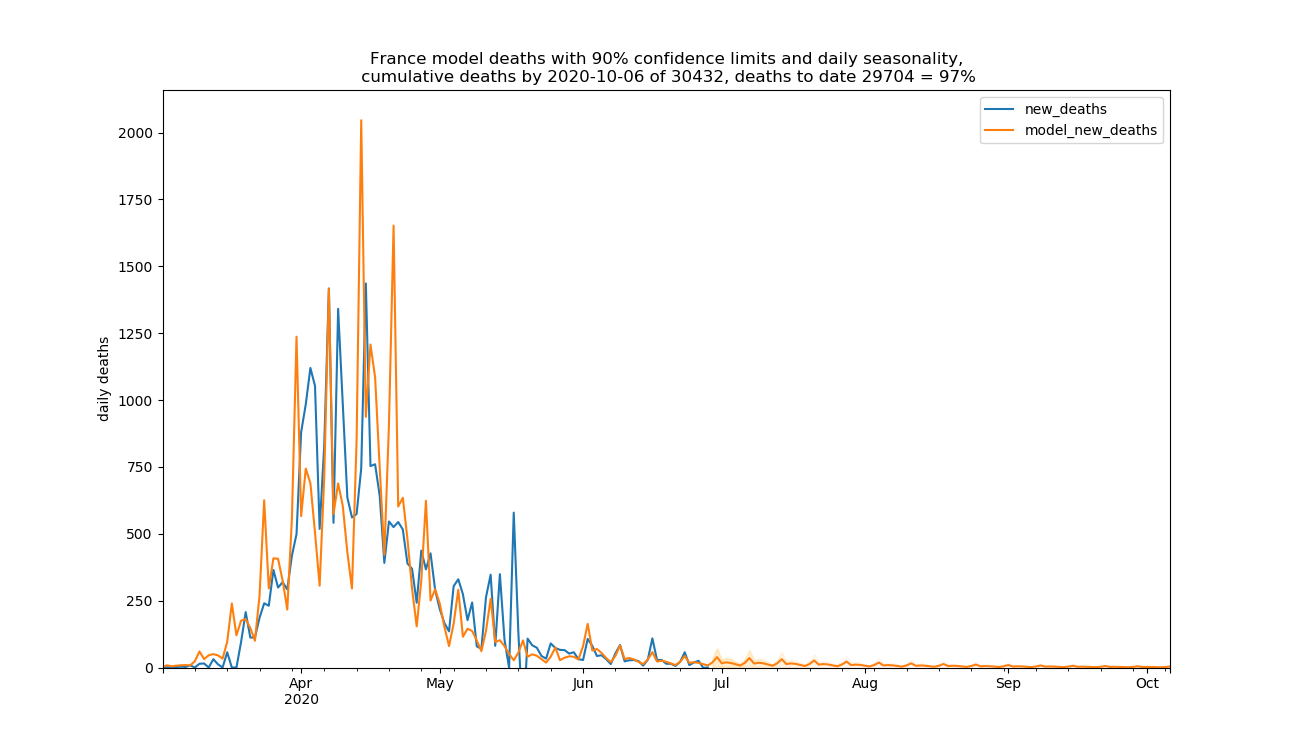 France model deaths with 90% confidence limits and daily seasonality,
cumulative deaths by 2020-10-06 of 30432, deaths to date 29704 = 97%
new_deaths
model_new_deaths
daily deaths
2000
1750
1500
1250
1000
750
500
250
0
Apr May Jun Jul Aug Sep Oct
2020